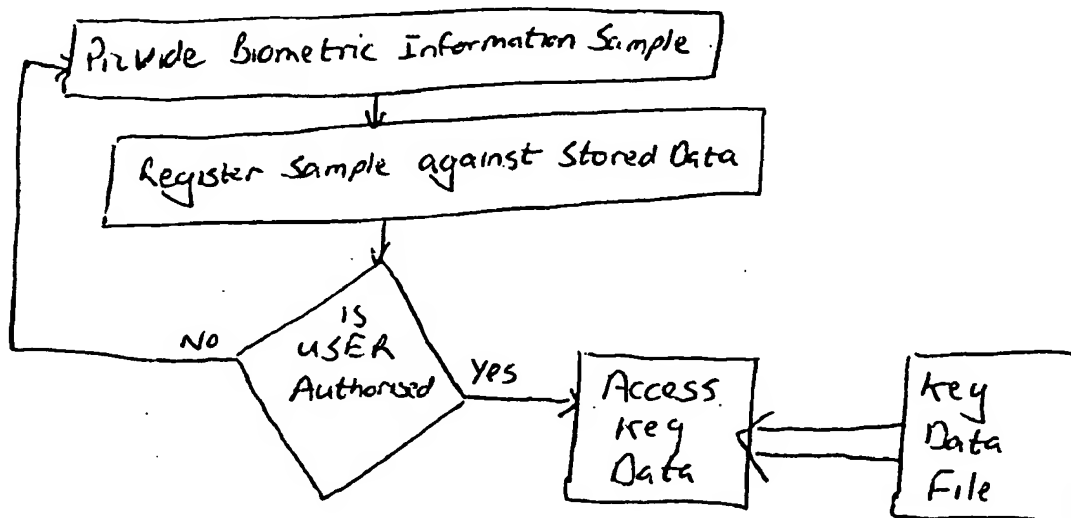 Provide Biometric Information Sample
Register Sample against Stored Data
is
USER
Authorised
No
Yes
Access
Key
Data
Key
Data
File